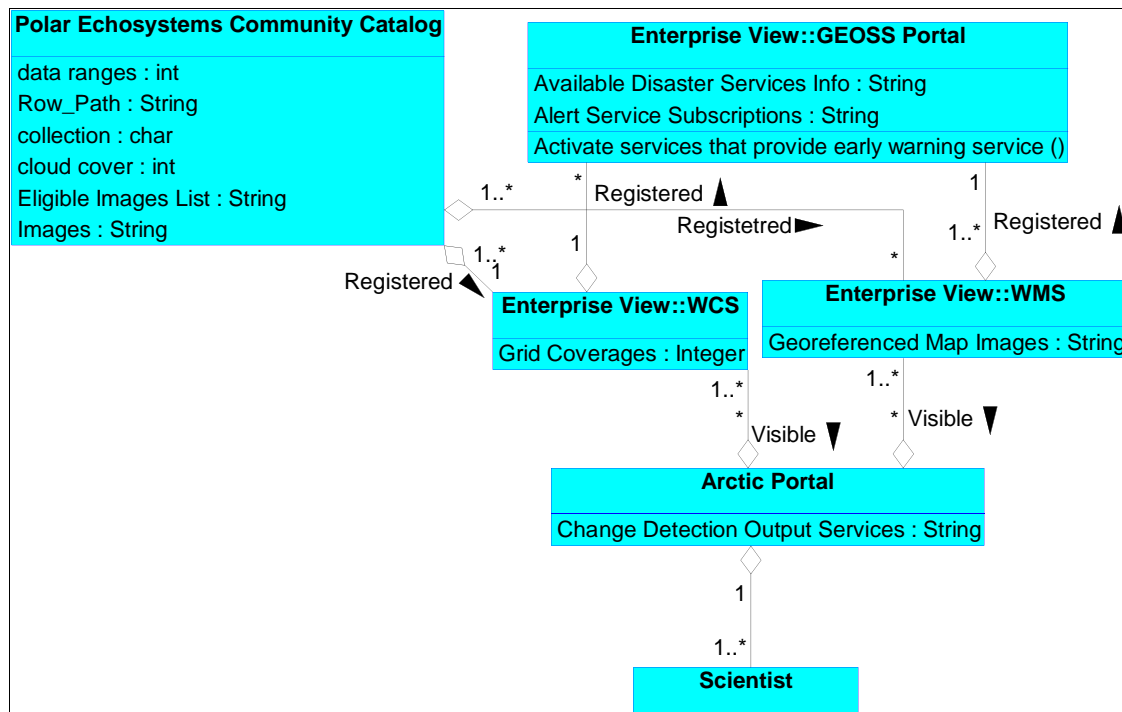 Polar Echosystems Community Catalog
data ranges : int
Row_Path : String
collection : char
cloud cover : int
Eligible Images List : String
Images : String
Enterprise View::GEOSS Portal
Available Disaster Services Info : String
Alert Service Subscriptions : String
Activate services that provide early warning service ()
1..*
*
Registered
1
Registetred
1..*
Registered
1..*
1
1
*
Registered
Enterprise View::WCS
Grid Coverages : Integer
Enterprise View::WMS
Georeferenced Map Images : String
1..*
*
Visible
1..*
*
Visible
Arctic Portal
Change Detection Output Services : String
1
1..*
Scientist